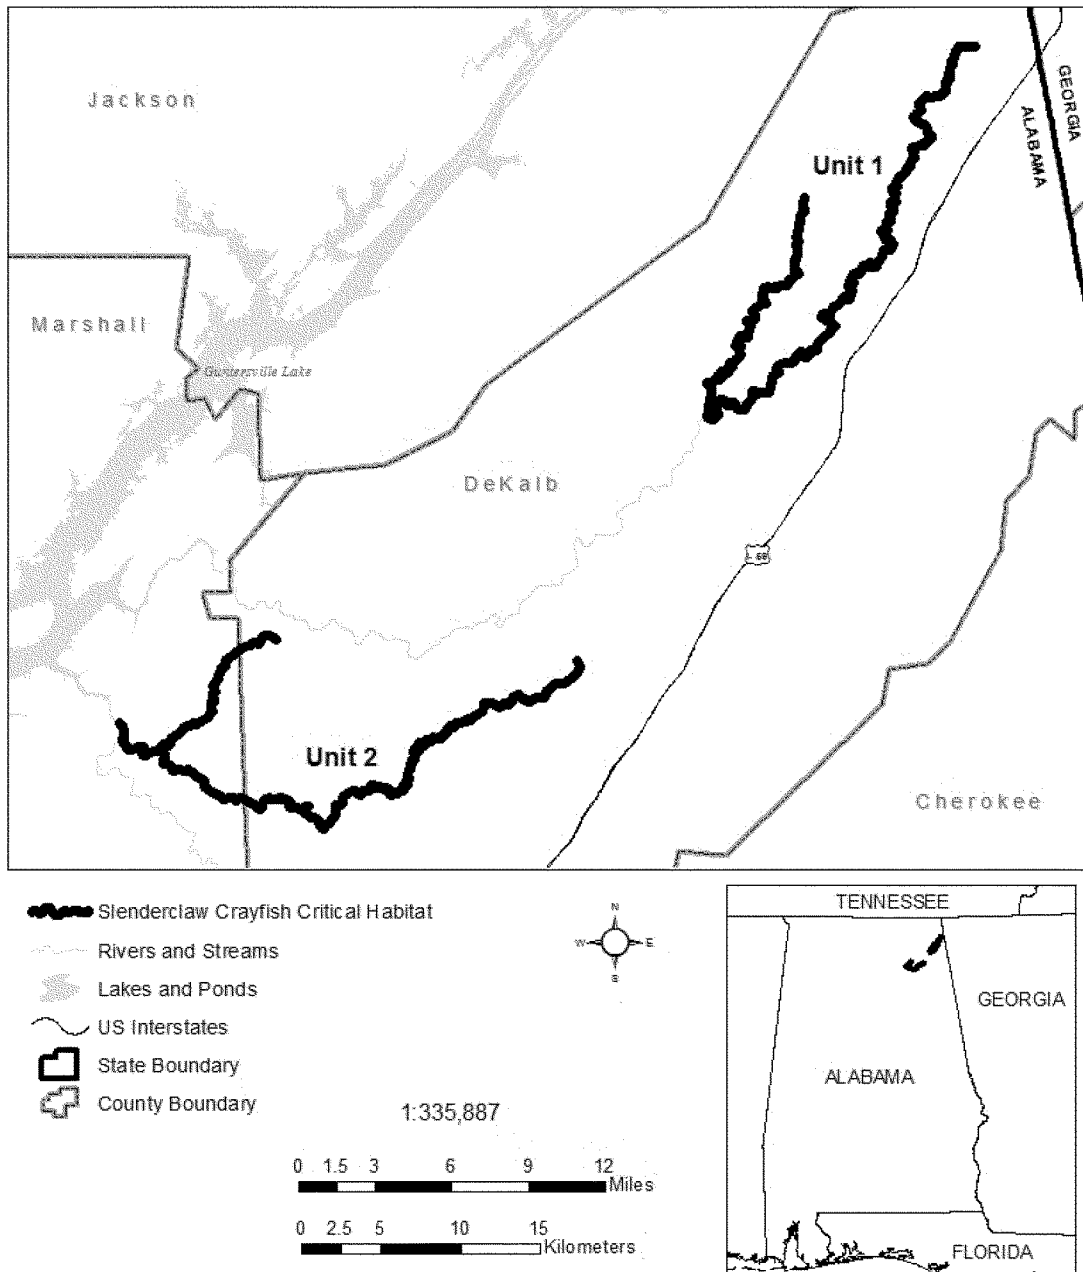 Jackson
Unit 1
GEORGIA
ALABAMA
Marshall
Guntersville Lake
DeKalb
Unit 2
Cherokee
Slenderclaw Crayfish Critical Habitat
Rivers and Streams
Lakes and Ponds
US Interstates
State Boundary
County Boundary
N
W E
S
1:335,887
0 1.5 3 6 9 12
Miles
0 2.5 5 10 15
Kilometers
TENNESSEE
GEORGIA
ALABAMA
FLORIDA